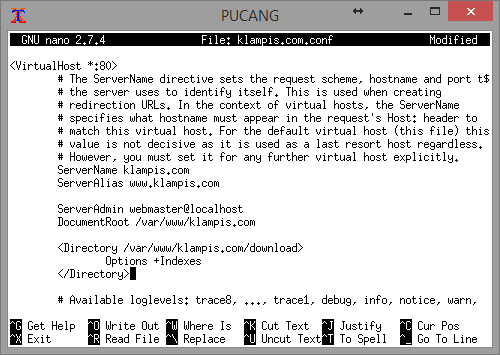 PUCANG
GNU nano 2.7.4 File: klampis.com.conf Modified
<VirtualHost *:80>
# The ServerName directive sets the request scheme, hostname and port t$
# the server uses to identify itself. This is used when creating
# redirection URLs. In the context of virtual hosts, the ServerName
# specifies what hostname must appear in the request's Host: header to
# match this virtual host. For the default virtual host (this file) this
# value is not decisive as it is used as a last resort host regardless.
# However, you must set it for any further virtual host explicitly.
ServerName klampis.com
ServerAlias www.klampis.com
ServerAdmin webmaster@localhost
DocumentRoot /var/www/klampis.com
<Directory /var/www/klampis.com/download>
Options +Indexes
</Directory>
# Available loglevels: trace8, ..., trace1, debug, info, notice, warn,
^G Get Help ^O Write Out ^W Where Is ^K Cut Text ^J Justify ^C Cur Pos
^X Exit ^R Read File ^\ Replace ^U Uncut Text ^T To Spell ^_ Go To Line